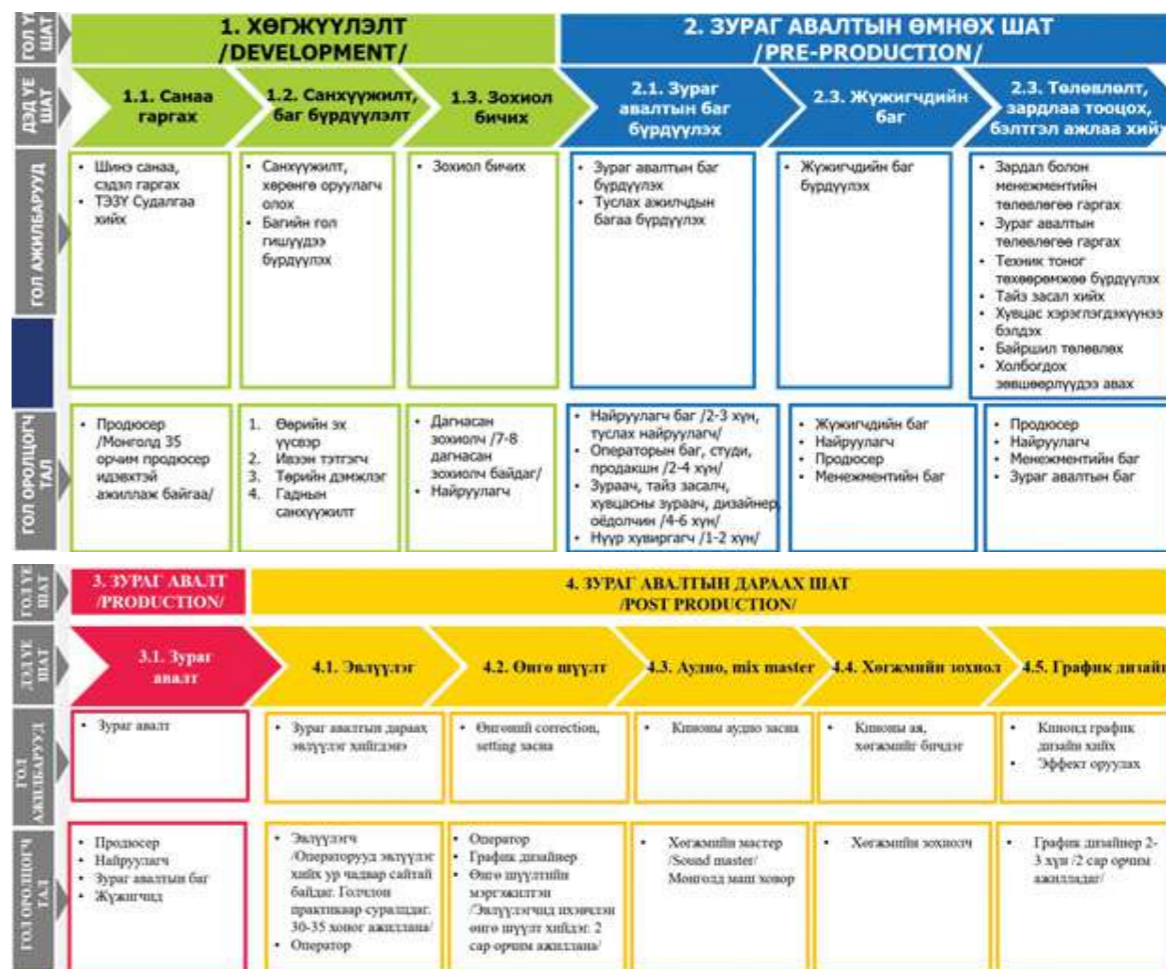 ГОЛ ҮЕ
ШАТ
1. ХӨГЖҮҮЛЭЛТ
/DEVELOPMENT/
2. ЗУРАГ АВАЛТЫН ӨМНӨХ ШАТ
/PRE-PRODUCTION/
ДЭД ҮЕ
ШАТ
1.1. Санаа
гаргах
1.2. Санхүүжилт,
баг бүрдүүлэлт
1.3. Зохиол
бичих
2.1. Зураг
авалтын баг
бүрдүүлэх
2.3. Жүжигчдийн
баг
2.3. Төлөвлөлт,
зардлаа тооцох,
бэлтгэл ажлаа хий
ГОЛ АЖИЛБАРУУД
• Шинэ санаа,
сэдэл гаргах
• ТЭЗҮ Судалгаа
хийх
• Санхүүжилт,
хөрөнгө оруулагч
олох
• Багийн гол
гишүүдээ
бүрдүүлэх
• Зохиол бичих
• Зураг авалтын баг
бүрдүүлэх
• Туслах ажилчдын
багаа бүрдүүлэх
• Жүжигчдийн баг
бүрдүүлэх
• Зардал болон
менежментийн
төлөвлөгөө гаргах
• Зураг авалтын
төлөвлөгөө гаргах
• Техник тоног
төхөөрөмжөө бүрдүүлэх
• Тайз засал хийх
• Хувцас хэрэглэгдэхүүнээ
бэлдэх
• Байршил төлөвлөх
• Холбогдох
зөвшөөрлүүдээ авах
ГОЛ ОРОЛЦОГЧ
ТАЛ
• Продюсер
/Монголд 35
орчим продюсер
идэвхтэй
ажиллаж байгаа/
1. Өөрийн эх
үүсвэр
2. Ивээн тэтгэгч
3. Төрийн дэмжлэг
4. Гаднын
санхүүжилт
• Дагнасан
зохиолч /7-8
дагнасан
зохиолч байдаг/
• Найруулагч
• Найруулагч баг /2-3 хүн,
туслах найруулагч/
• Операторын баг, студи,
продакшн /2-4 хүн/
• Зураач, тайз засалч,
хувцасны зураач, дизайнер,
оёдолчин /4-6 хүн/
• Нүүр хувиргагч /1-2 хүн/
• Жүжигчдийн баг
• Найруулагч
• Продюсер
• Менежментийн баг
• Продюсер
• Найруулагч
• Менежментийн баг
• Зураг авалтын баг
ГОЛ ҮЕ
ШАТ
3. ЗУРАГ АВАЛТ
/PRODUCTION/
4. ЗУРАГ АВАЛТЫН ДАРААХ ШАТ
/POST PRODUCTION/
ДЭД ҮЕ
ШАТ
3.1. Зураг
авалт
4.1. Эвлүүлэг
4.2. Өнгө шүүлт
4.3. Аудио, mix master
4.4. Хөгжмийн зохиол
4.5. График дизайн
ГОЛ
АЖИЛБАРУУД
• Зураг авалт
• Зураг авалтын дараах
эвлүүлэг хийгдэнэ
• Өнгөний correction,
setting засна
• Киноны аудио засна
• Киноны ая,
хөгжмийг бичдэг
• Кинонд график
дизайн хийх
• Эффект оруулах
ГОЛ ОРОЛЦОГЧ
ТАЛ
• Продюсер
• Найруулагч
• Зураг авалтын баг
• Жүжигчид
• Эвлүүлэгч
/Операторууд эвлүүлэг
хийх ур чадвар сайтай
байдаг. Голчлон
практикаар суралцдаг.
30-35 хоног ажиллана/
• Оператор
• Оператор
• График дизайнер
• Өнгө шүүлтийн
мэргэжилтэн
/Эвлүүлэгчид ихэвчлэн
өнгө шүүлт хийдэг. 2
сар орчим ажиллана/
• Хөгжмийн мастер
/Sound master/
Монголд маш ховор
• Хөгжмийн зохиолч
• График дизайнер 2-
3 хүн /2 сар орчим
ажилладаг/